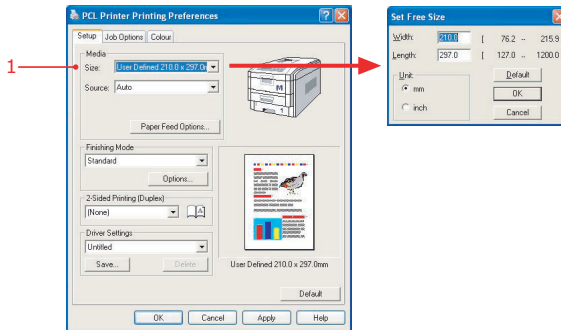 PCL Printer Printing Preferences
Setup Job Options Colour
Media
1
Size: User Defined 210.0 x 297.0
Source: Auto
M
1
Paper Feed Options...
Finishing Mode
Standard
Options...
2-Sided Printing (Duplex)
(None)
A
Driver Settings
Untitled
Save... Delete
User Defined 210.0 x 297.0mm
Default
OK Cancel Apply Help
Set Free Size
Width: 210.0 [ 76.2 -- 215.9
Length: 297.0 [ 127.0 .. 1200.0
Unit
mm
inch
Default
OK
Cancel